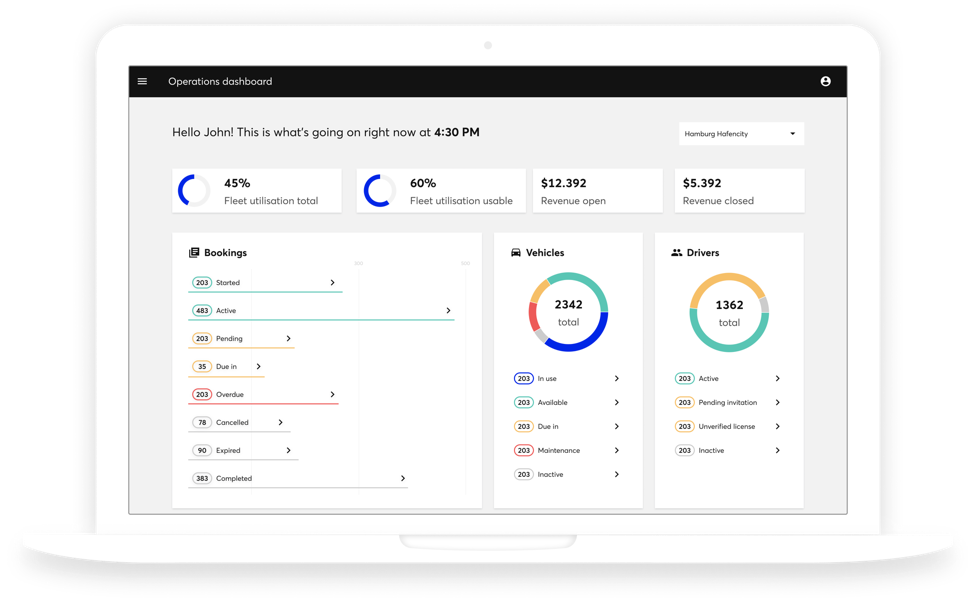 Operations dashboard
Hello John! This is what's going on right now at 4:30 PM
Hamburg Hafencity
45%
Fleet utilisation total
60%
Fleet utilisation usable
$12.392
Revenue open
$5.392
Revenue closed
Bookings
203 Started
483 Active
203 Pending
35 Due in
203 Overdue
78 Cancelled
90 Expired
383 Completed
Vehicles
2342
total
203 In use
203 Available
203 Due in
203 Maintenance
203 Inactive
Drivers
1362
total
203 Active
203 Pending invitation
203 Unverified license
203 Inactive